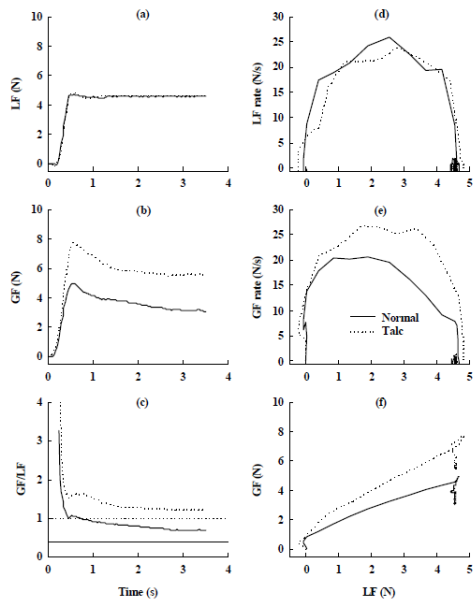 (a)
10
8
6
4
2
0
LF (N)
0 1 2 3 4
(d)
30
25
20
15
10
5
0
LF rate (N/s)
0 1 2 3 4 5
(b)
10
8
6
4
2
0
GF (N)
0 1 2 3 4
(e)
30
25
20
15
10
5
0
GF rate (N/s)
Normal
Talc
0 1 2 3 4 5
(c)
4
3
2
1
0
GF/LF
0 1 2 3 4
Time (s)
(f)
10
8
6
4
2
0
GF (N)
0 1 2 3 4 5
LF (N)